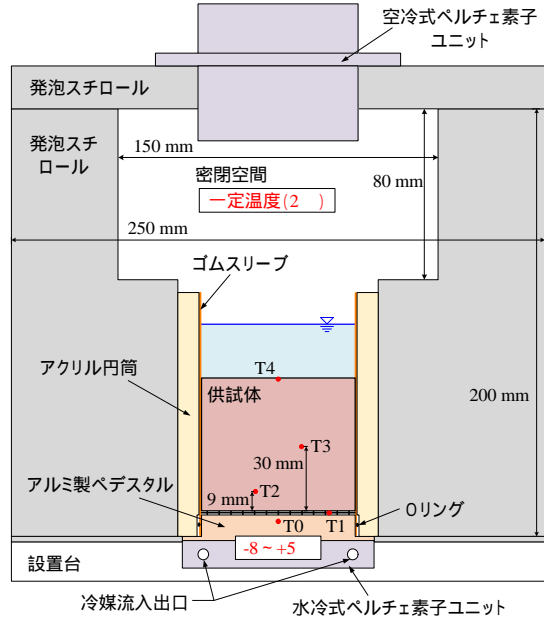 空冷式ペルチェ素子
ユニット
発泡スチロール
発泡スチ
ロール
150 mm
密閉空間
一定温度(2 )
80 mm
250 mm
ゴムスリーブ
T4
アクリル円筒
供試体
200 mm
T3
30 mm
アルミ製ペデスタル
T2
9 mm
Oリング
T0
T1
-8 ~ +5
設置台
冷媒流入出口
水冷式ペルチェ素子ユニット